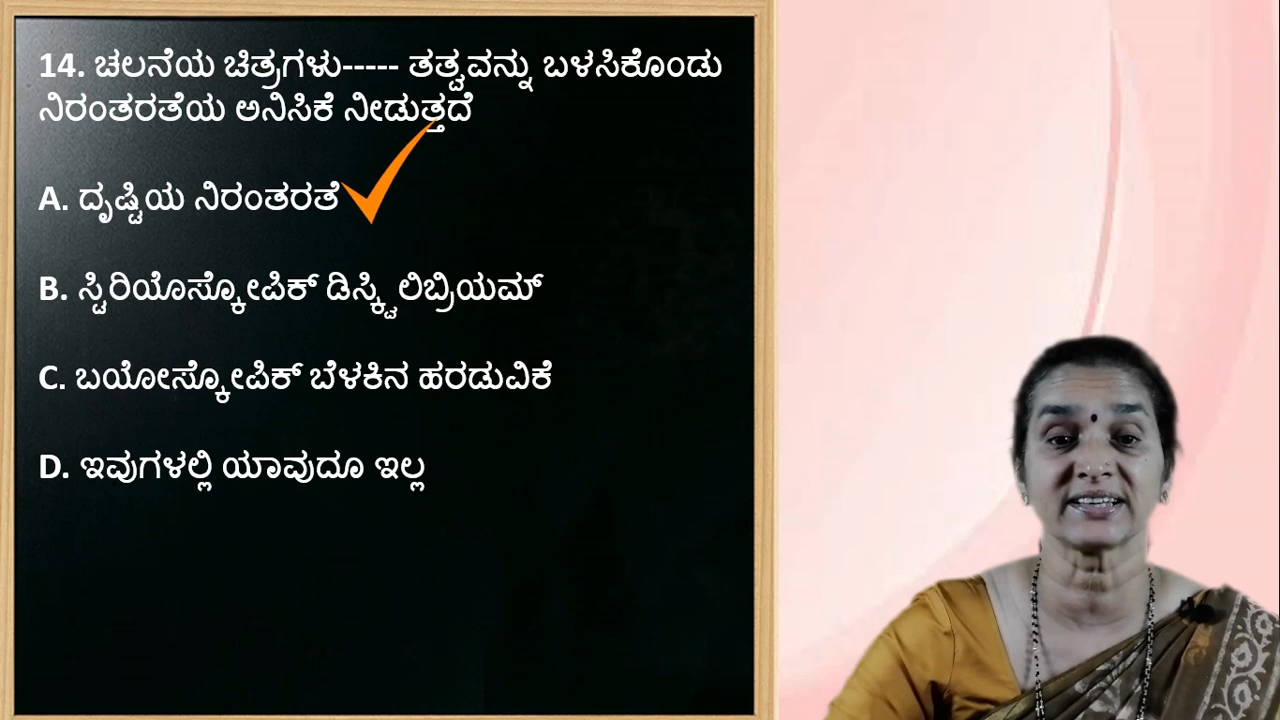 14. ಚಲನೆಯ ಚಿತ್ರಗಳು----- ತತ್ವವನ್ನು ಬಳಸಿಕೊಂಡು
ನಿರಂತರತೆಯ ಅನಿಸಿಕೆ ನೀಡುತ್ತದೆ
A. ದೃಷ್ಟಿಯ ನಿರಂತರತೆ
B. ಸ್ಟಿರಿಯೊಸ್ಕೋಪಿಕ್ ಡಿಸ್ಕ್ವಿಲಿಬ್ರಿಯಮ್
C. ಬಯೋಸ್ಕೋಪಿಕ್ ಬೆಳಕಿನ ಹರಡುವಿಕೆ
D. ಇವುಗಳಲ್ಲಿ ಯಾವುದೂ ಇಲ್ಲ